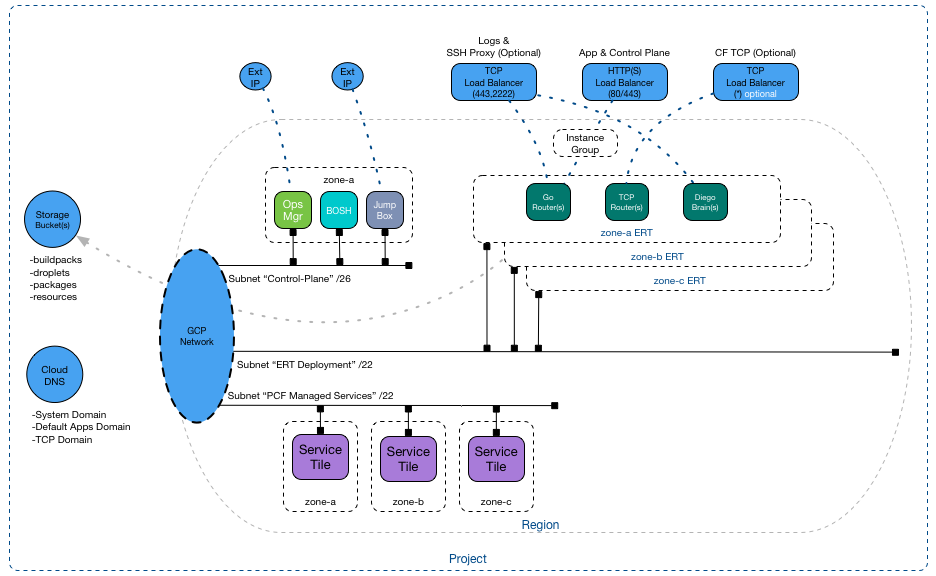 Logs &
SSH Proxy (Optional)
App & Control Plane
CF TCP (Optional)
Ext
IP
Ext
IP
TCP
Load Balancer
(443,2222)
HTTP(S)
Load Balancer
(80/443)
TCP
Load Balancer
(*) optional
Instance
Group
zone-a
Ops
Mgr
BOSH
Jump
Box
Go
Router(s)
TCP
Router(s)
Diego
Brain(s)
zone-a ERT
zone-b ERT
zone-c ERT
Storage
Bucket(s)
-buildpacks
-droplets
-packages
-resources
Subnet “Control-Plane” /26
GCP
Network
Subnet “ERT Deployment” /22
Cloud
DNS
-System Domain
-Default Apps Domain
-TCP Domain
Subnet “PCF Managed Services” /22
Service
Tile
zone-a
Service
Tile
zone-b
Service
Tile
zone-c
Region
Project